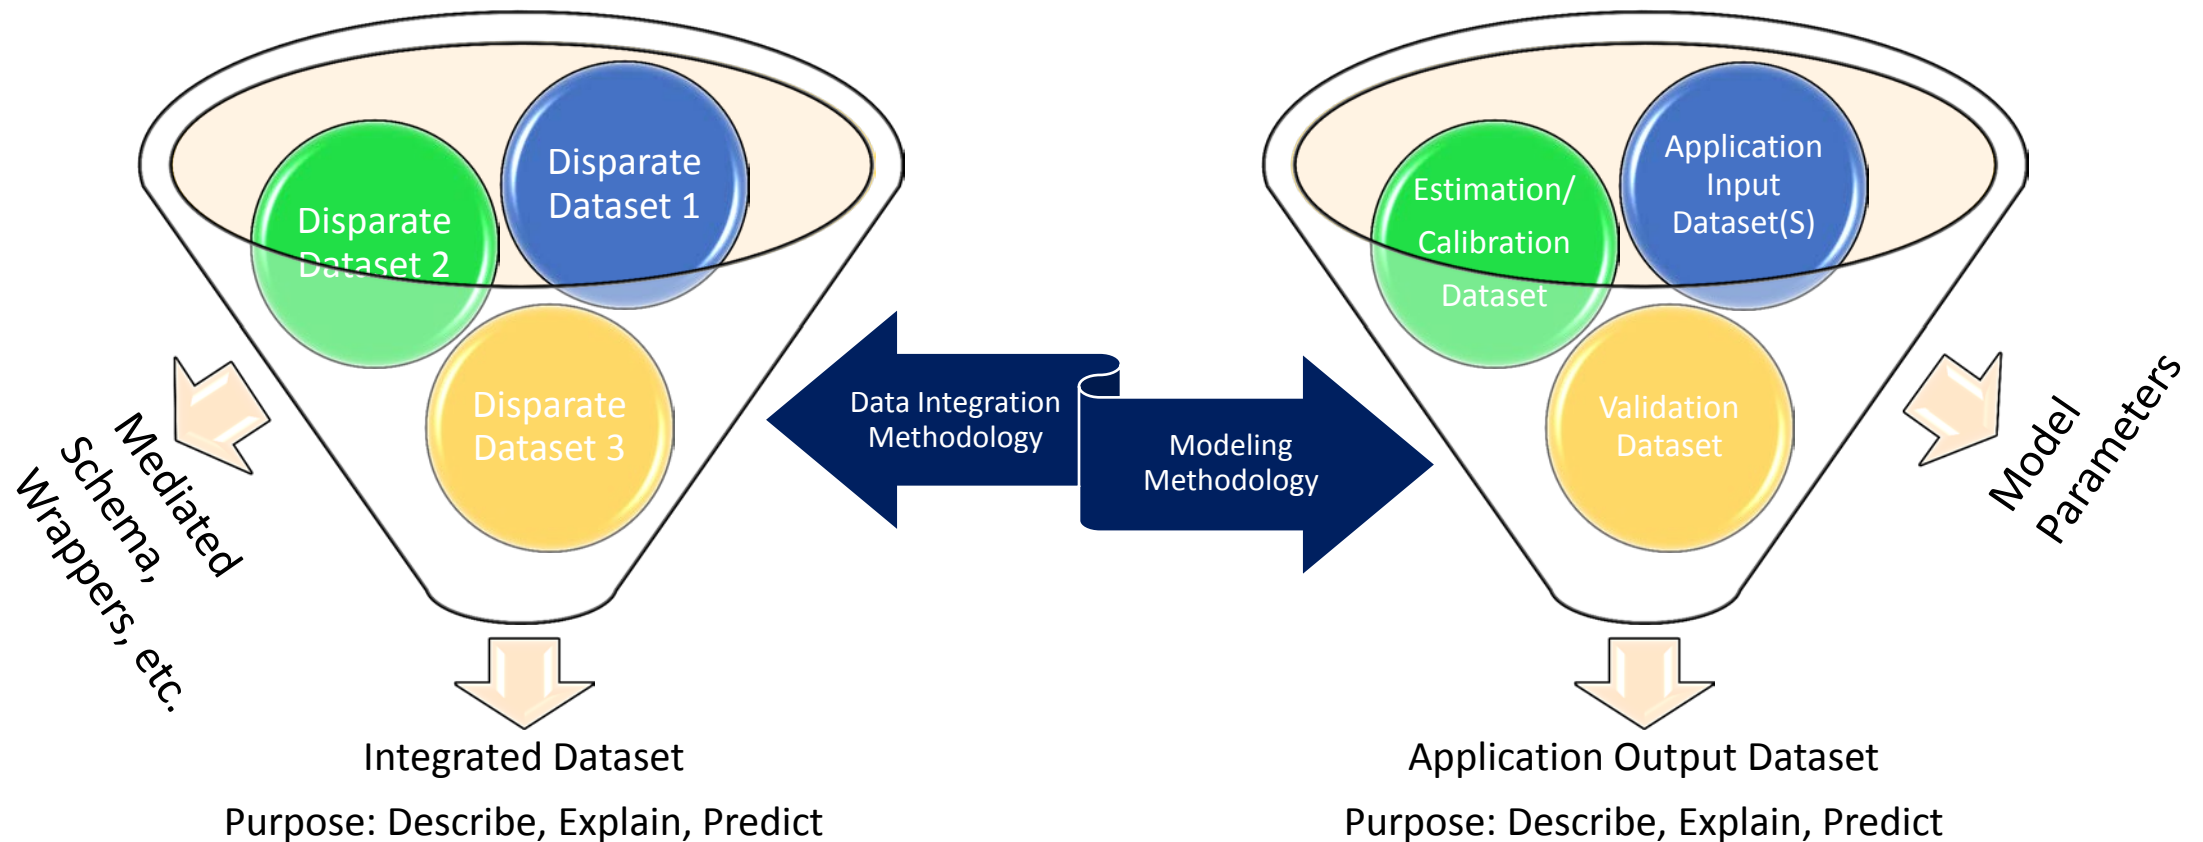 Disparate
Dataset 1
Disparate
Dataset 2
Disparate
Dataset 3
Mediated
Schema,
Wrappers, etc.
Integrated Dataset
Purpose: Describe, Explain, Predict
Data Integration
Methodology
Modeling
Methodology
Application
Input
Dataset(S)
Estimation/
Calibration
Dataset
Validation
Dataset
Model
Parameters
Application Output Dataset
Purpose: Describe, Explain, Predict